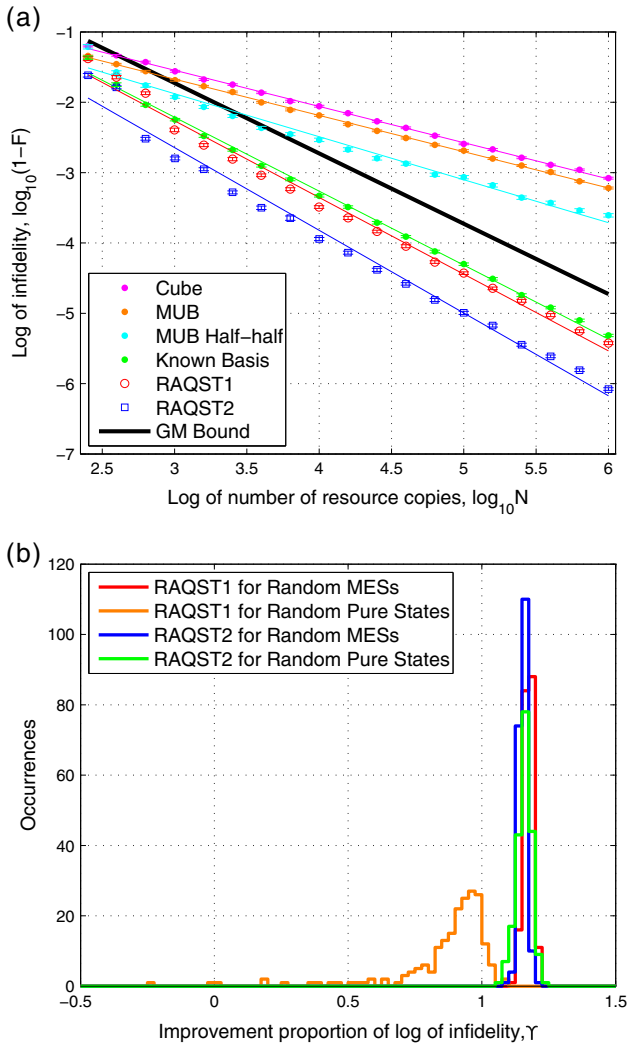 (a)
−1
−2
−3
−4
−5
−6
−7
Log of infidelity, log10(1−F)
Cube
MUB
MUB Half−half
Known Basis
RAQST1
RAQST2
GM Bound
2.5 3.0 3.5 4.0 4.5 5.0 5.5 6.0
Log of number of resource copies, log10N
(b)
120
100
80
60
40
20
0
Occurrences
RAQST1 for Random MESs
RAQST1 for Random Pure States
RAQST2 for Random MESs
RAQST2 for Random Pure States
−0.5 0 0.5 1 1.5
Improvement proportion of log of infidelity,ϒ